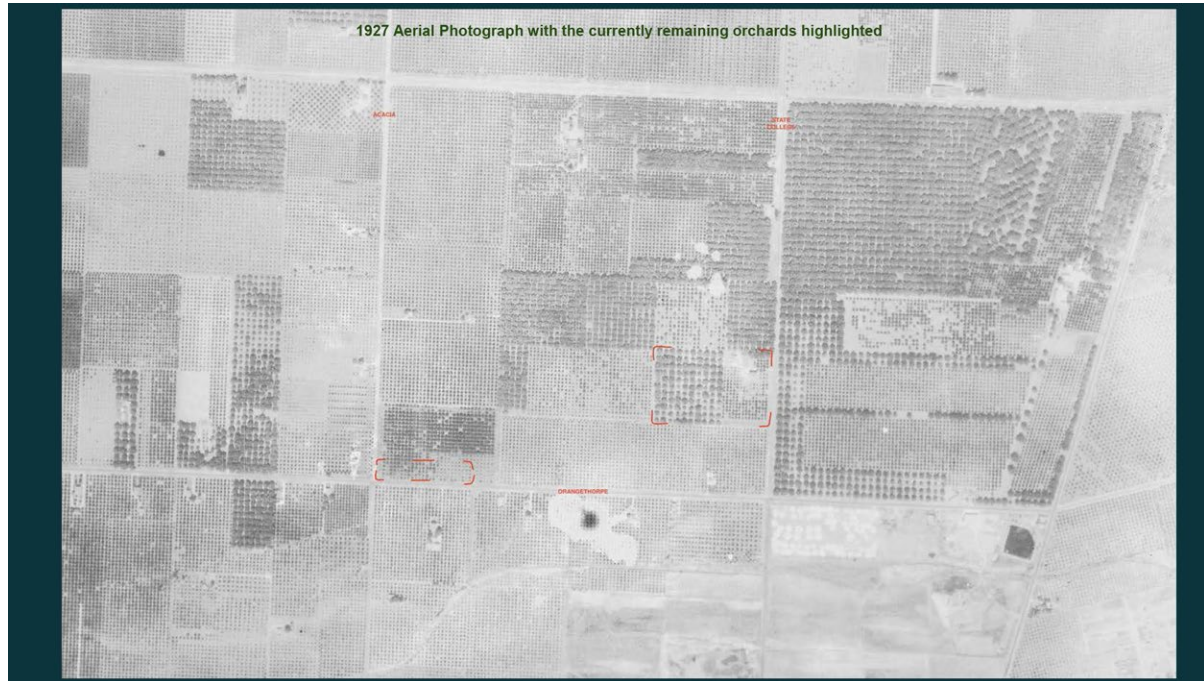 1927 Aerial Photograph with the currently remaining orchards highlighted
ACACIA
STATE
COLLEGE
ORANGETHORPE